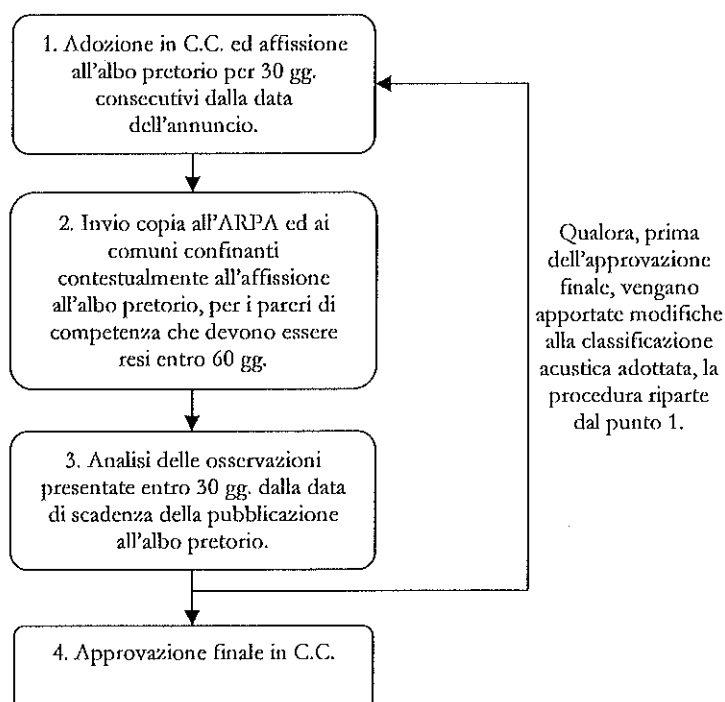 1. Adozione in C.C. ed affissione
all'albo pretorio per 30 gg.
consecutivi dalla data
dell'annuncio.
2. Invio copia all'ARPA ed ai
comuni confinanti
contestualmente all'affissione
all'albo pretorio, per i pareri di
competenza che devono essere
resi entro 60 gg.
3. Analisi delle osservazioni
presentate entro 30 gg. dalla data
di scadenza della pubblicazione
all'albo pretorio.
4. Approvazione finale in C.C.
Qualora, prima
dell'approvazione
finale, vengano
apportate modifiche
alla classificazione
acustica adottata, la
procedura riparte
dal punto 1.